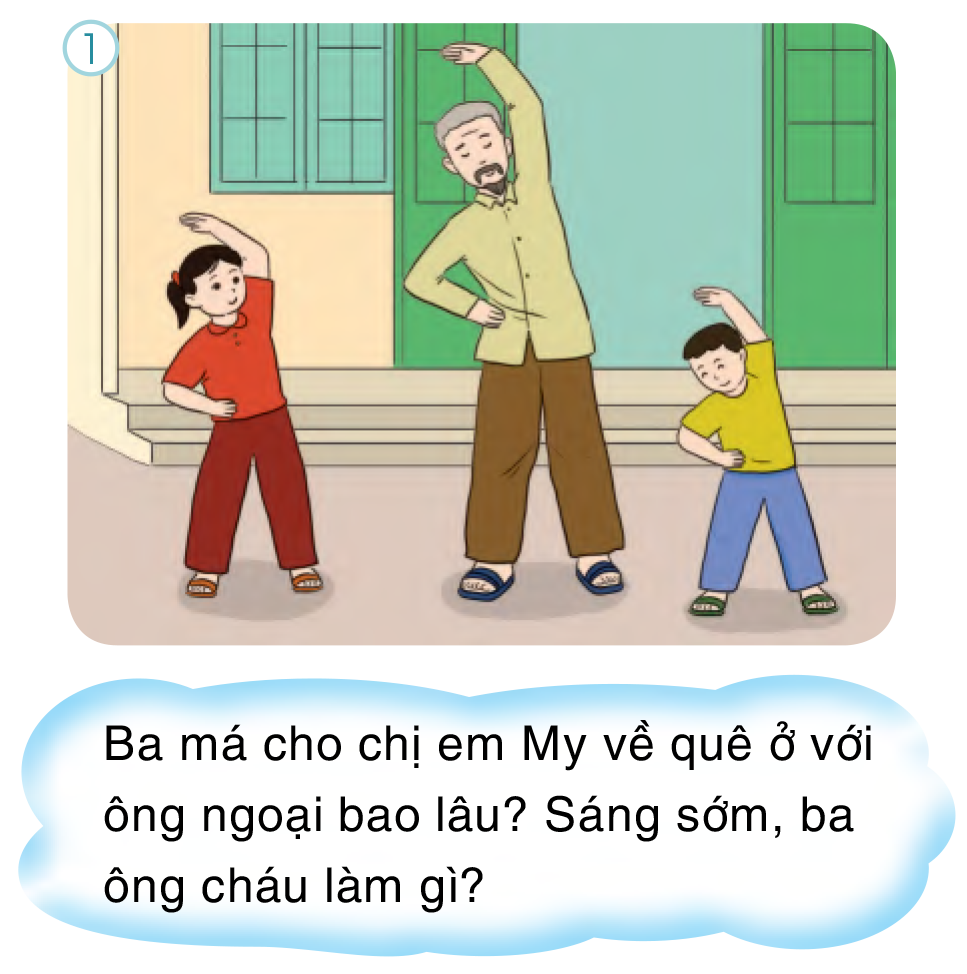 1
Ba má cho chị em My về quê ở với
ông ngoại bao lâu? Sáng sớm, ba
ông cháu làm gì?